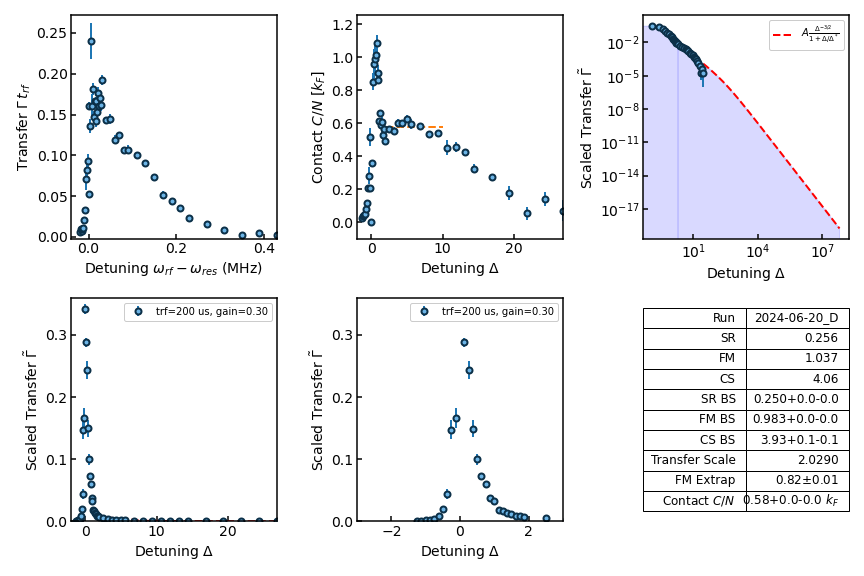 0.25
0.20
0.15
0.10
0.05
0.00
Transfer Γ t_rf
0.0 0.2 0.4
Detuning ω_rf − ω_res (MHz)
1.2
1.0
0.8
0.6
0.4
0.2
0.0
Contact C/N [k_F]
0 10 20
Detuning Δ
10^−2
10^−5
10^−8
10^−11
10^−14
10^−17
Scaled Transfer Γ̃
A Δ^−3/2 / 1 + Δ/Δ^*
10^1 10^4 10^7
Detuning Δ
0.3
0.2
0.1
0.0
Scaled Transfer Γ̃
trf=200 us, gain=0.30
0 10 20
Detuning Δ
0.3
0.2
0.1
0.0
Scaled Transfer Γ̃
trf=200 us, gain=0.30
−2 0 2
Detuning Δ
Run 2024-06-20_D
SR 0.256
FM 1.037
CS 4.06
SR BS 0.250+0.0-0.0
FM BS 0.983+0.0-0.0
CS BS 3.93+0.1-0.1
Transfer Scale 2.0290
FM Extrap 0.82±0.01
Contact C/N 0.58+0.0-0.0 k_F